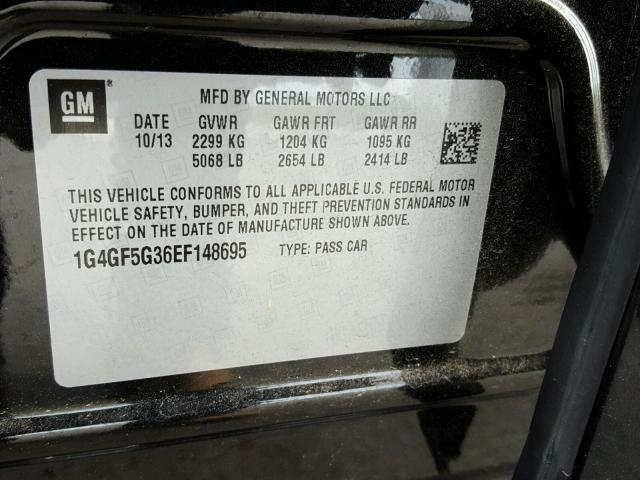 GM®
MFD BY GENERAL MOTORS LLC
DATE GVWR GAWR FRT GAWR RR
10/13 2299 KG 1204 KG 1095 KG
5068 LB 2654 LB 2414 LB
THIS VEHICLE CONFORMS TO ALL APPLICABLE U.S. FEDERAL MOTOR
VEHICLE SAFETY, BUMPER, AND THEFT PREVENTION STANDARDS IN
EFFECT ON THE DATE OF MANUFACTURE SHOWN ABOVE.
1G4GF5G36EF148695 TYPE: PASS CAR